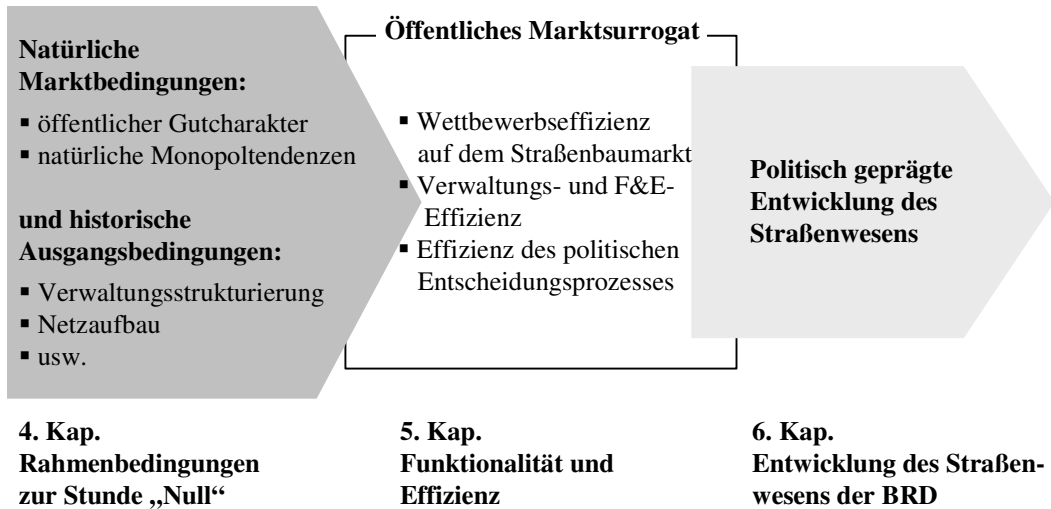 Natürliche
Marktbedingungen:
▪ öffentlicher Gutcharakter
▪ natürliche Monopoltendenzen
und historische
Ausgangsbedingungen:
▪ Verwaltungsstrukturierung
▪ Netzaufbau
▪ usw.
Öffentliches Marktsurrogat
▪ Wettbewerbseffizienz
auf dem Straßenbaumarkt
▪ Verwaltungs- und F&E-
Effizienz
▪ Effizienz des politischen
Entscheidungsprozesses
Politisch geprägte
Entwicklung des
Straßenwesens
4. Kap.
Rahmenbedingungen
zur Stunde „Null“
5. Kap.
Funktionalität und
Effizienz
6. Kap.
Entwicklung des Straßen-
wesens der BRD